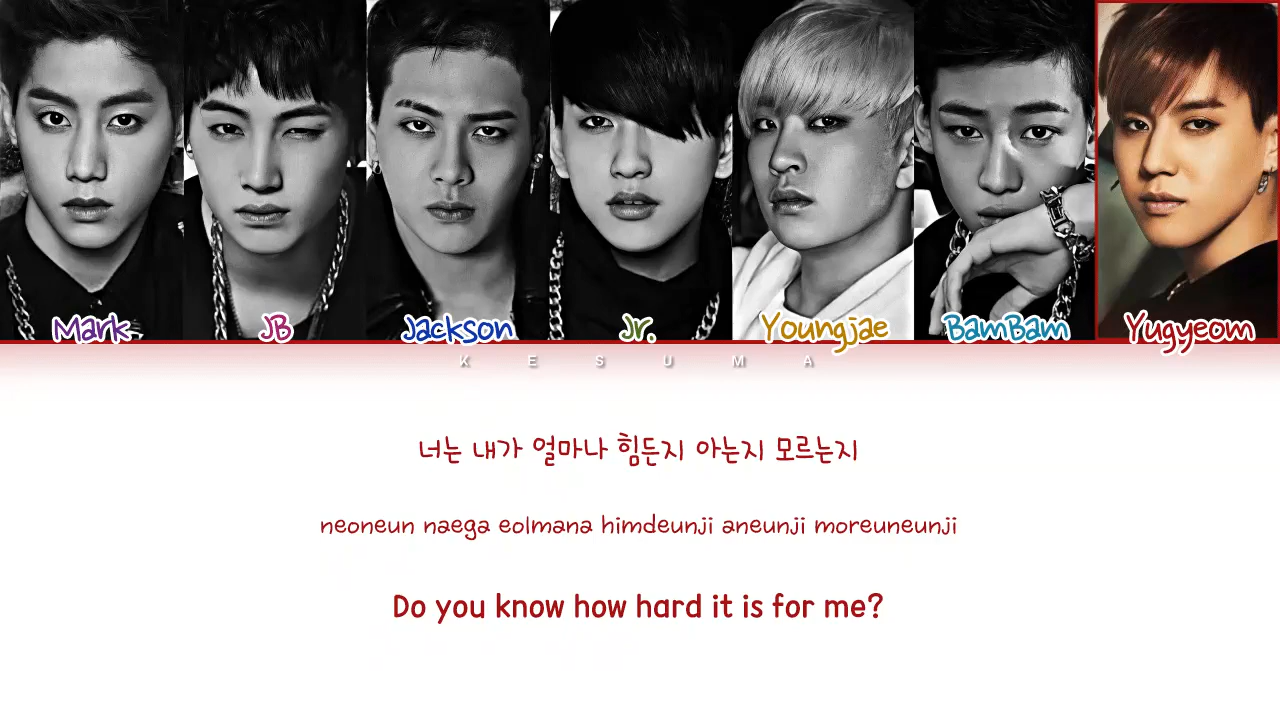 Mark JB Jackson Jr. Youngjae BamBam Yugyeom
K E S U M A
너는 내가 얼마나 힘든지 아는지 모르는지
neoneun naega eolmana himdeunji aneunji moreuneunji
Do you know how hard it is for me?